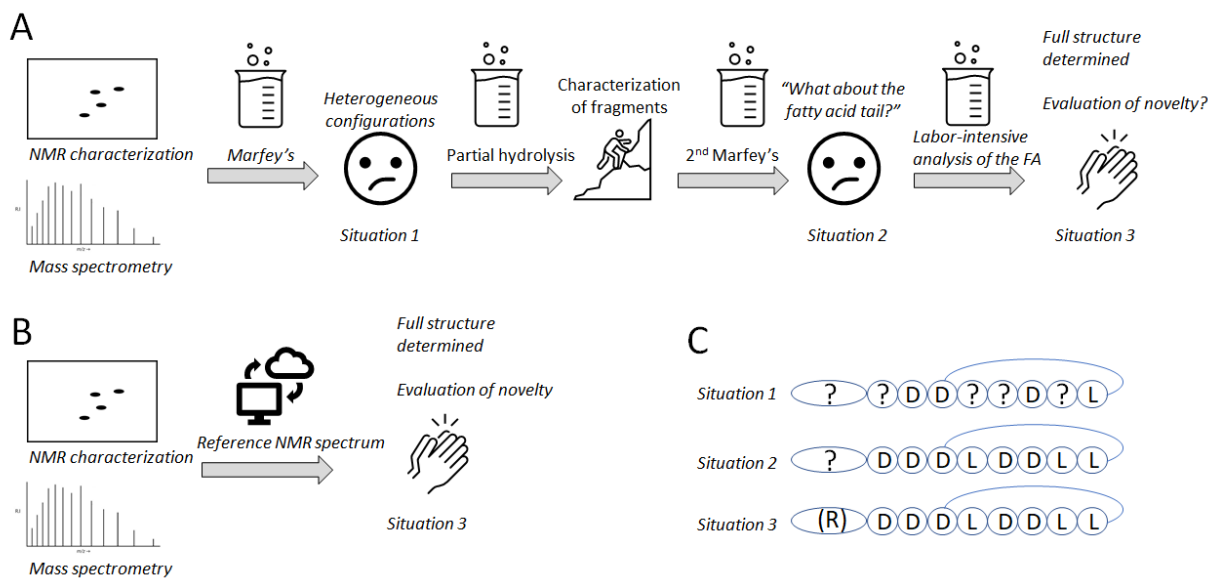 A
NMR characterization
RI
m/z→
Mass spectrometry
Marfey's
Heterogeneous
configurations
Situation 1
Partial hydrolysis
Characterization
of fragments
2nd Marfey's
“What about the
fatty acid tail?”
Situation 2
Labor-intensive
analysis of the FA
Full structure
determined
Evaluation of novelty?
Situation 3
B
NMR characterization
RI
m/z→
Mass spectrometry
Reference NMR spectrum
Full structure
determined
Evaluation of novelty
Situation 3
C
Situation 1 ? ? D D ? ? D ? L
Situation 2 ? D D D L D D L L
Situation 3 (R) D D D L D D L L